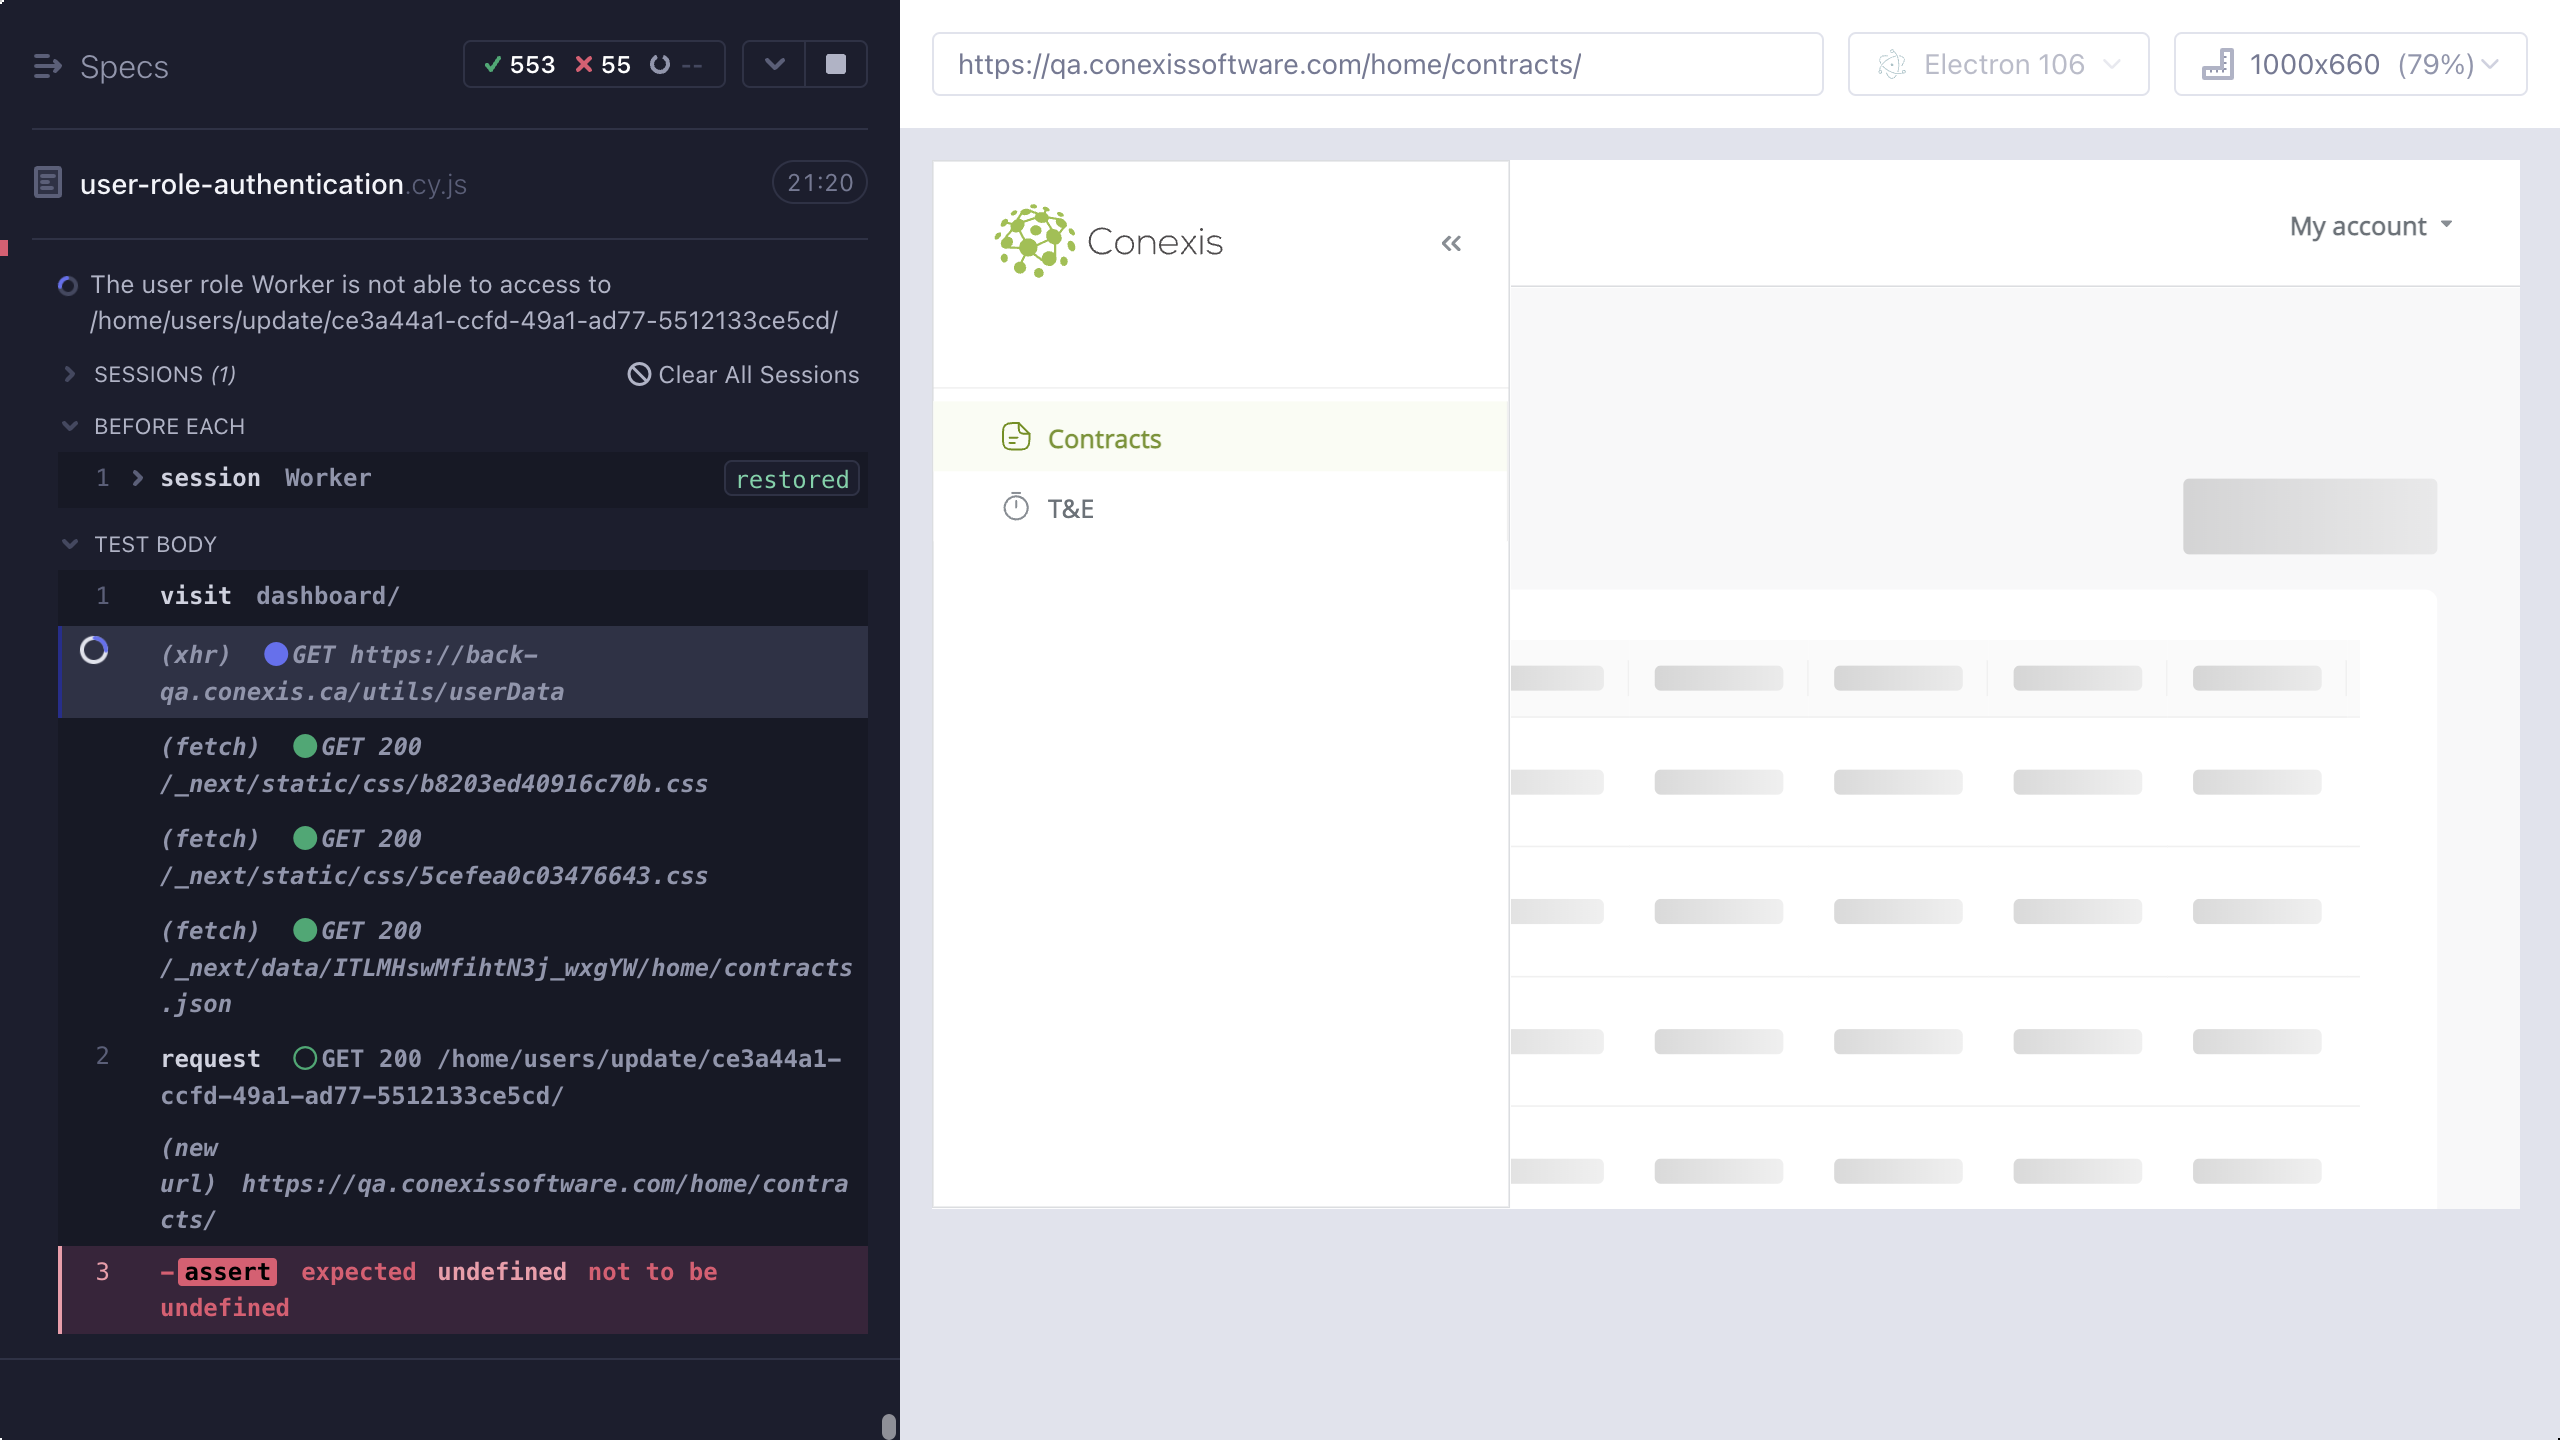 Specs
553 55 --
user-role-authentication.cy.js
21:20
The user role Worker is not able to access to
/home/users/update/ce3a44a1-ccfd-49a1-ad77-5512133ce5cd/
SESSIONS (1)
Clear All Sessions
BEFORE EACH
1 session Worker restored
TEST BODY
1 visit dashboard/
(xhr) GET https://back-
qa.conexis.ca/utils/userData
(fetch) GET 200
/_next/static/css/b8203ed40916c70b.css
(fetch) GET 200
/_next/static/css/5cefea0c03476643.css
(fetch) GET 200
/_next/data/ITLMHswMfihtN3j_wxgYW/home/contracts
.json
2 request GET 200 /home/users/update/ce3a44a1-
ccfd-49a1-ad77-5512133ce5cd/
(new
url) https://qa.conexissoftware.com/home/contra
cts/
3 -assert expected undefined not to be
undefined
https://qa.conexissoftware.com/home/contracts/
Electron 106
1000x660 (79%)
Conexis
«
My account
Contracts
T&E